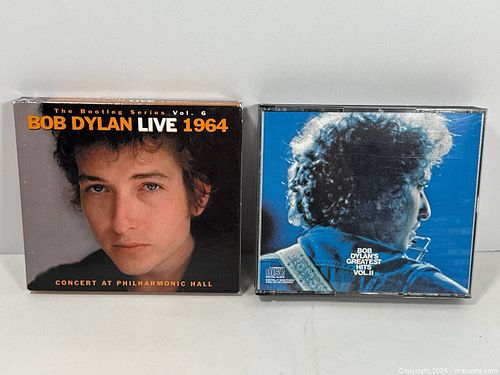 The Bootleg Series Vol. 6
BOB DYLAN LIVE 1964
CONCERT AT PHILHARMONIC HALL
BOB
DYLAN'S
GREATEST
HITS
VOL.II
Copyright 2025 - maxsold.com